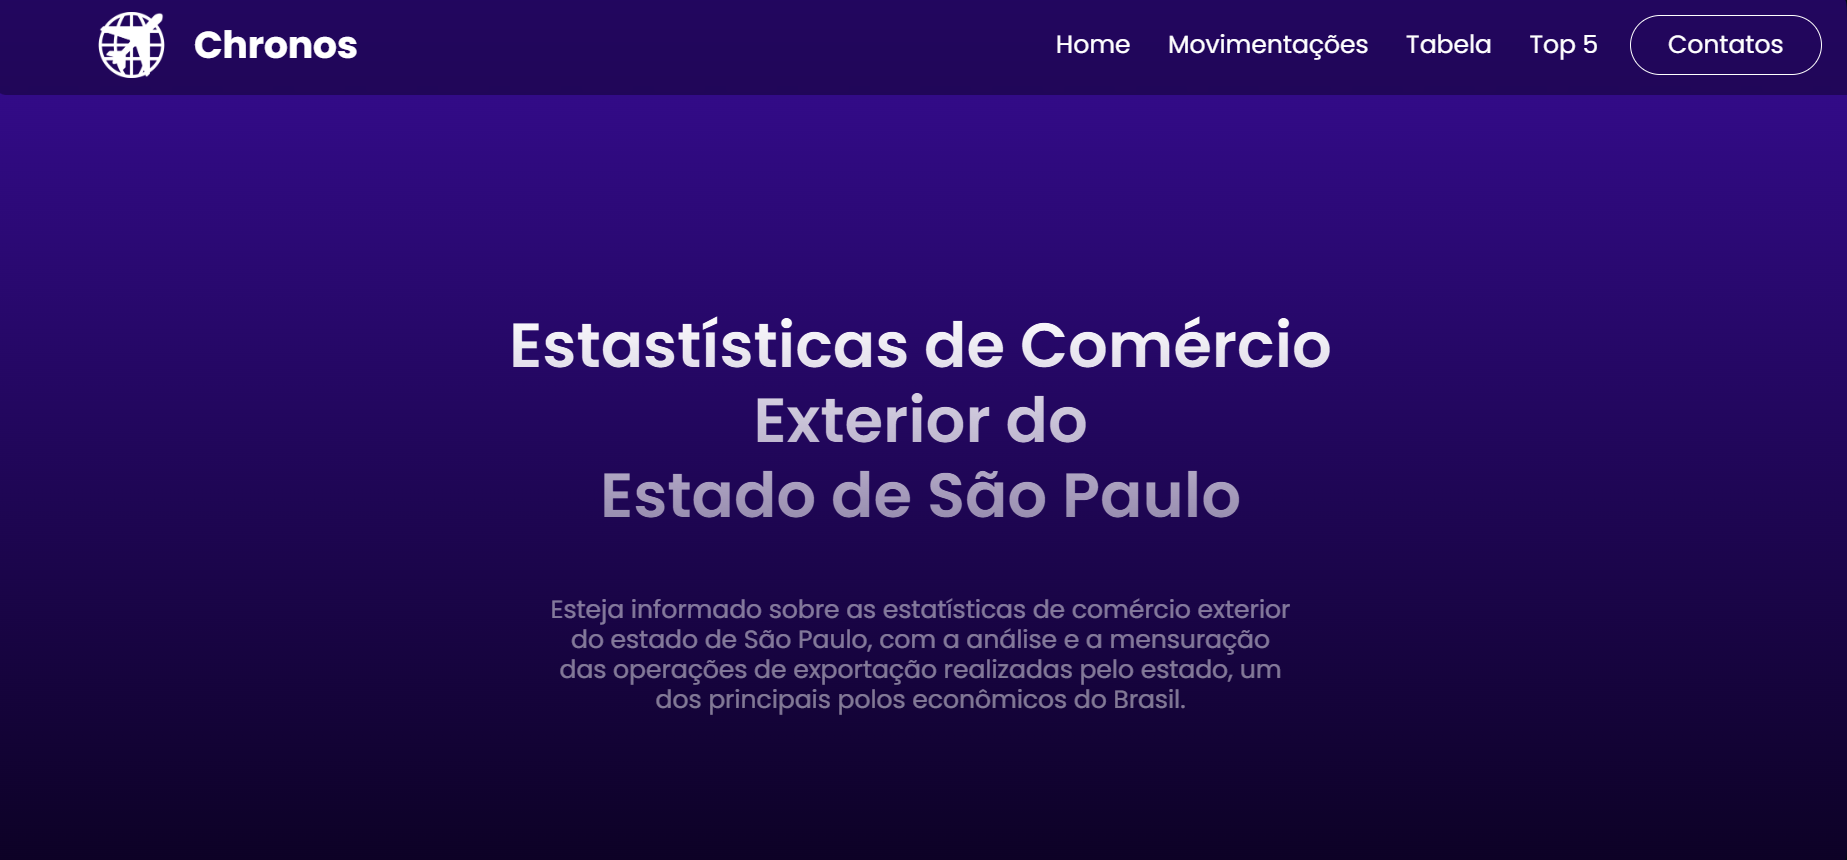 Chronos
Home Movimentações Tabela Top 5 Contatos
Estastísticas de Comércio
Exterior do
Estado de São Paulo
Esteja informado sobre as estatísticas de comércio exterior
do estado de São Paulo, com a análise e a mensuração
das operações de exportação realizadas pelo estado, um
dos principais polos econômicos do Brasil.